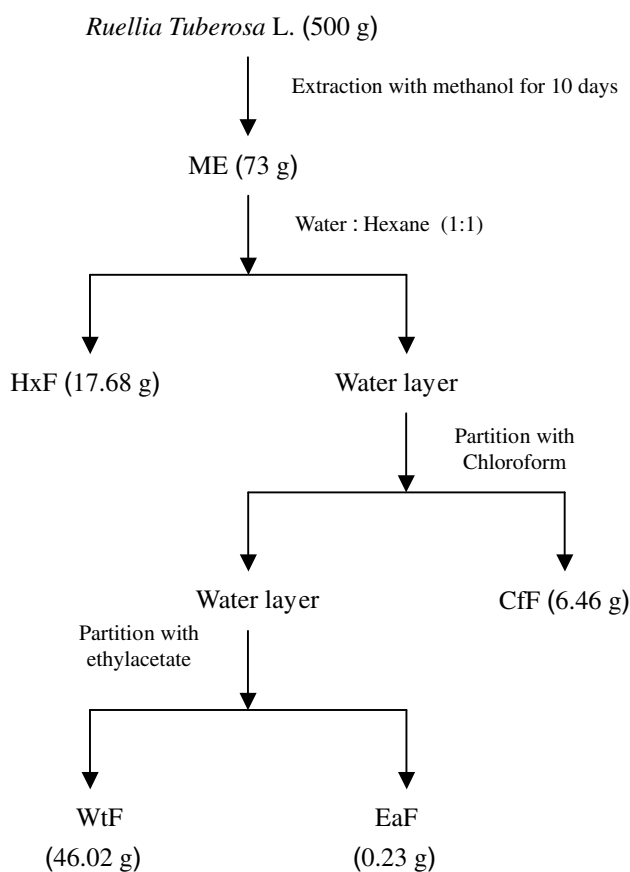 Ruellia Tuberosa L. (500 g)
Extraction with methanol for 10 days
ME (73 g)
Water : Hexane (1:1)
HxF (17.68 g)
Water layer
Partition with
Chloroform
Water layer
CfF (6.46 g)
Partition with
ethylacetate
WtF
(46.02 g)
EaF
(0.23 g)